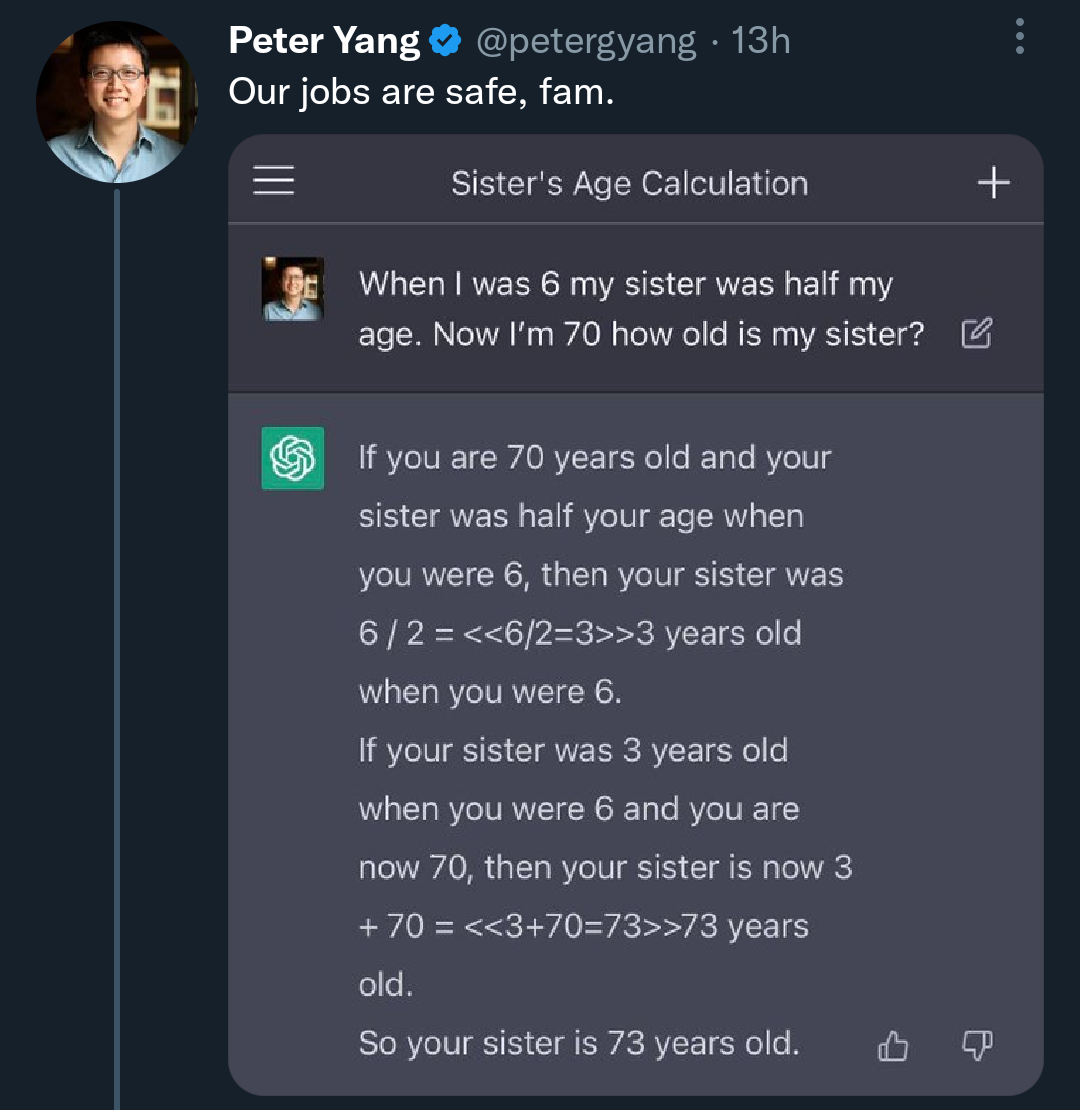 Peter Yang @petergyang · 13h
Our jobs are safe, fam.
Sister's Age Calculation
When I was 6 my sister was half my
age. Now I'm 70 how old is my sister?
If you are 70 years old and your
sister was half your age when
you were 6, then your sister was
6 / 2 = <<6/2=3>>3 years old
when you were 6.
If your sister was 3 years old
when you were 6 and you are
now 70, then your sister is now 3
+ 70 = <<3+70=73>>73 years
old.
So your sister is 73 years old.